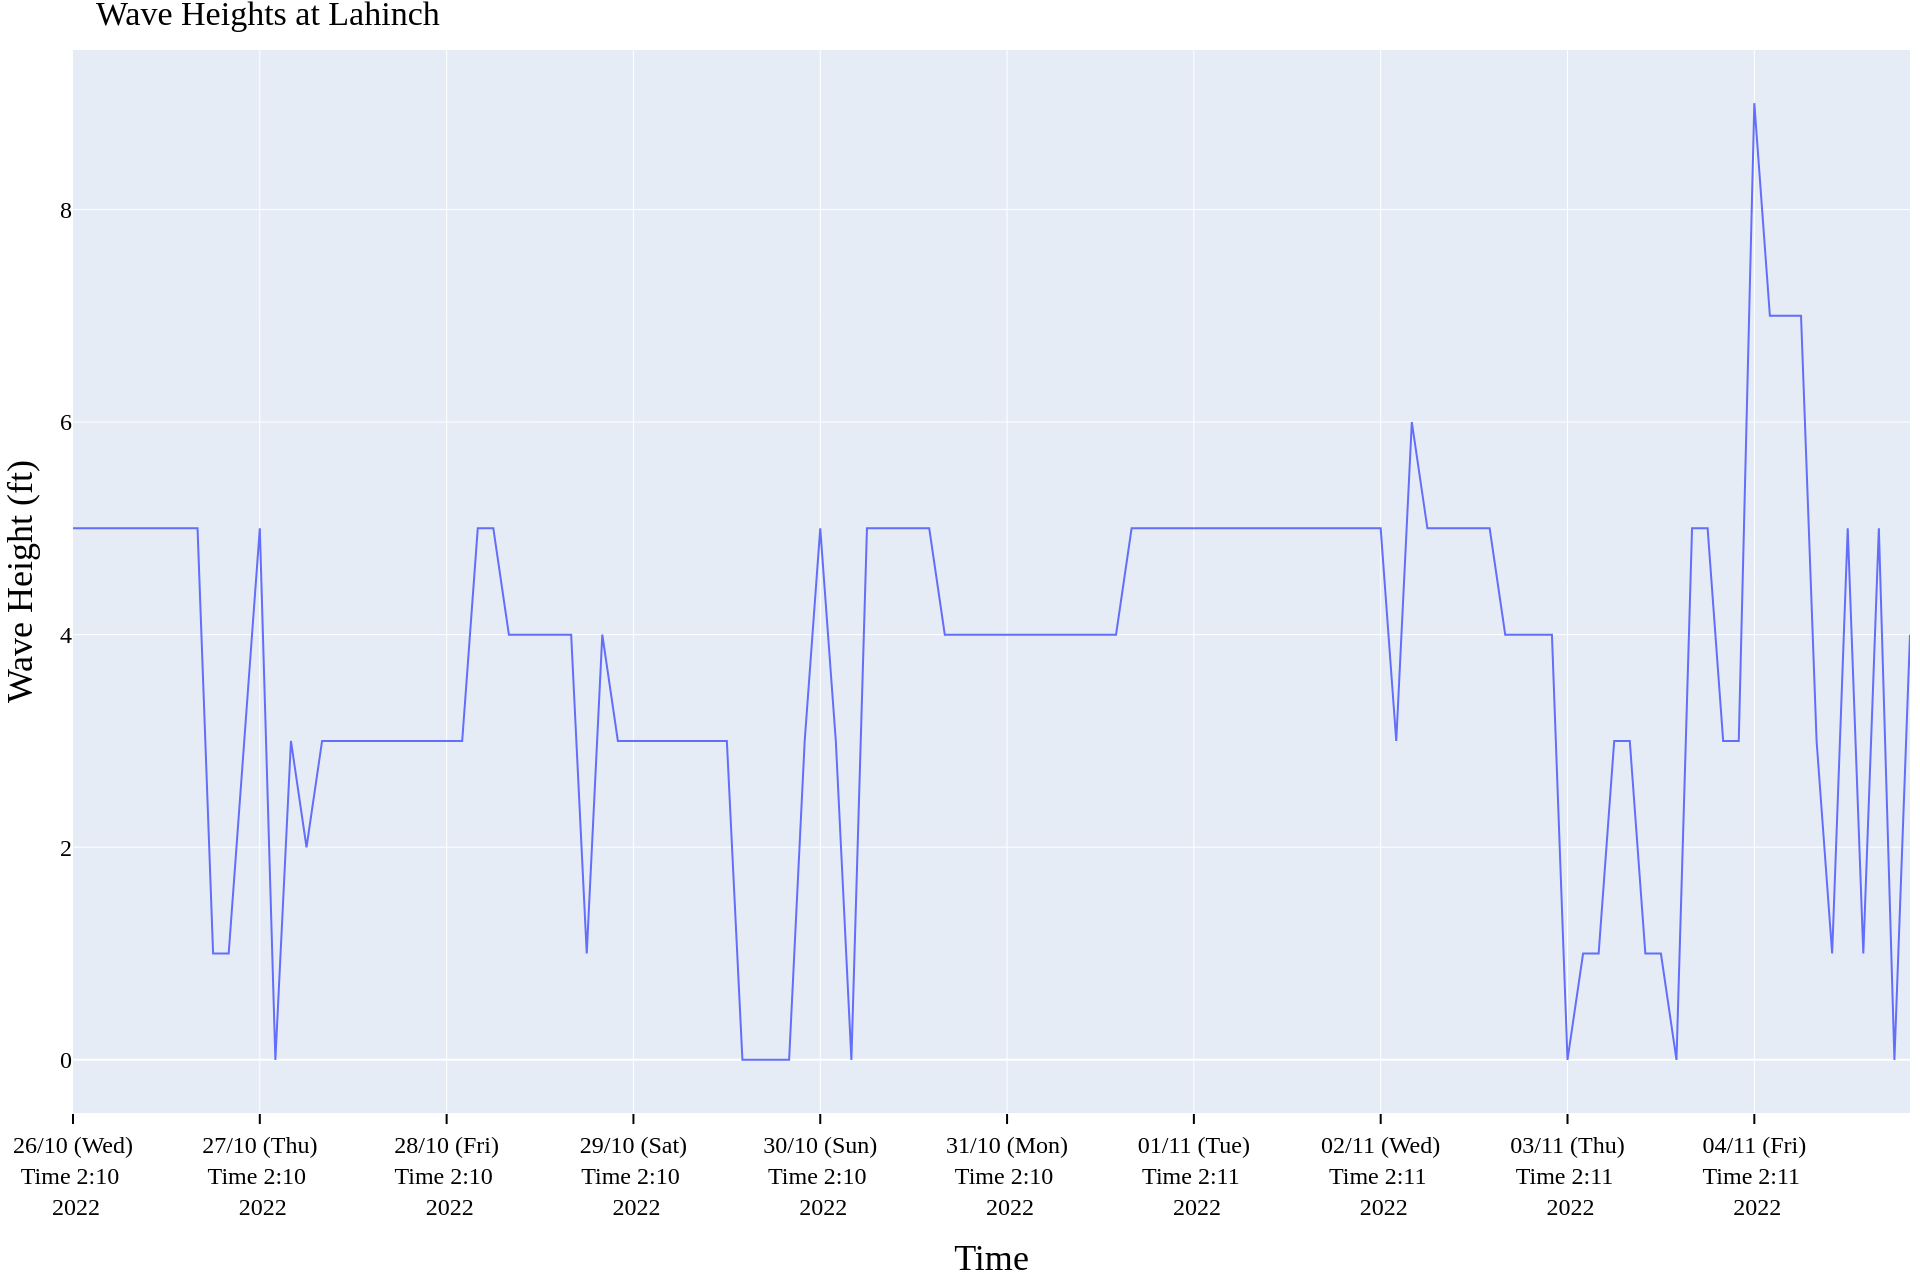 Wave Heights at Lahinch
Wave Height (ft)
8
6
4
2
0
26/10 (Wed)
Time 2:10
2022
27/10 (Thu)
Time 2:10
2022
28/10 (Fri)
Time 2:10
2022
29/10 (Sat)
Time 2:10
2022
30/10 (Sun)
Time 2:10
2022
31/10 (Mon)
Time 2:10
2022
01/11 (Tue)
Time 2:11
2022
02/11 (Wed)
Time 2:11
2022
03/11 (Thu)
Time 2:11
2022
04/11 (Fri)
Time 2:11
2022
Time